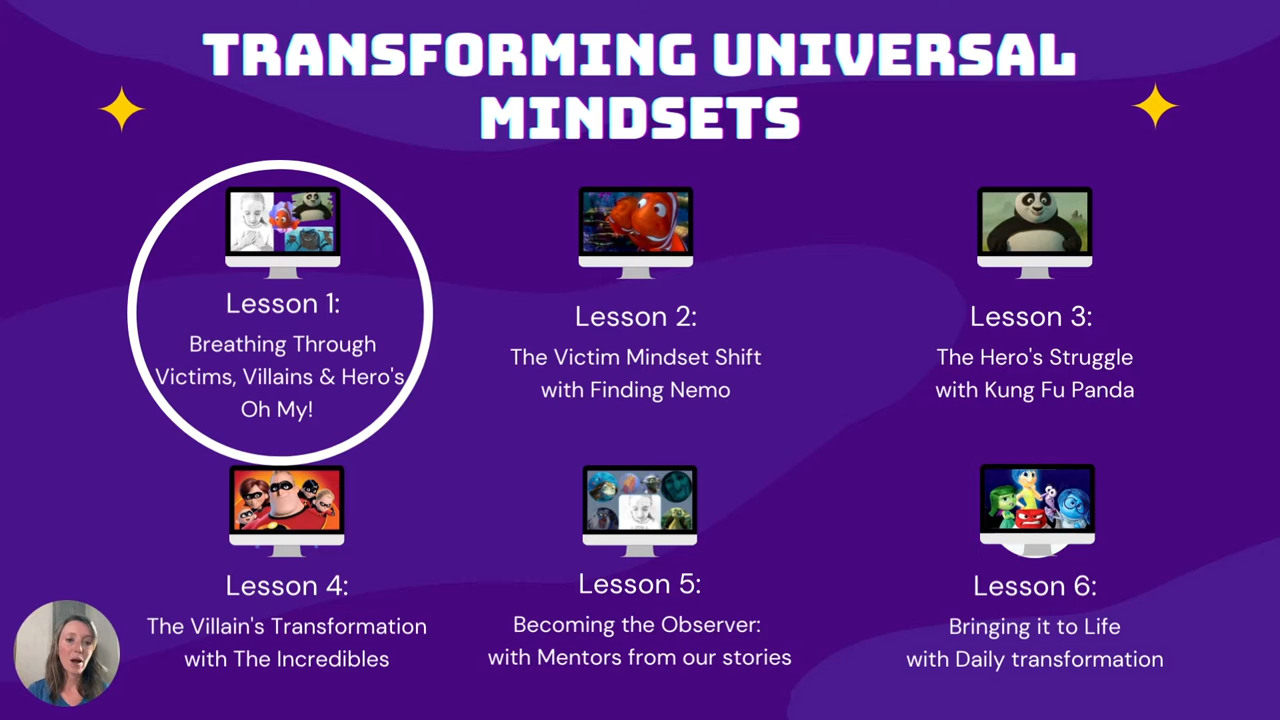 TRANSFORMING UNIVERSAL
MINDSETS
Lesson 1:
Breathing Through
Victims, Villains & Hero's
Oh My!
Lesson 2:
The Victim Mindset Shift
with Finding Nemo
Lesson 3:
The Hero's Struggle
with Kung Fu Panda
Lesson 4:
The Villain's Transformation
with The Incredibles
Lesson 5:
Becoming the Observer:
with Mentors from our stories
Lesson 6:
Bringing it to Life
with Daily transformation